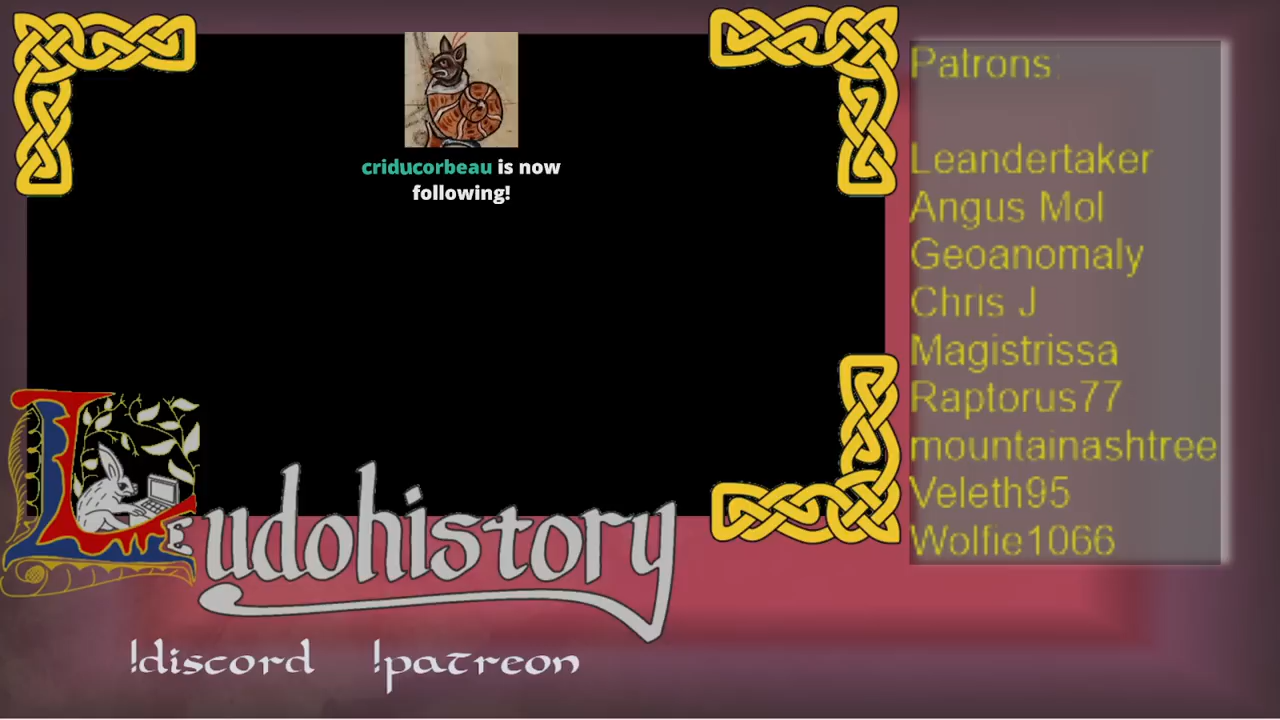 criducorbeau is now
following!
Patrons:
Leandertaker
Angus Mol
Geoanomaly
Chris J
Magistrissa
Raptorus77
mountainashtree
Veleth95
Wolfie1066
Ludohistory
!discord !patreon